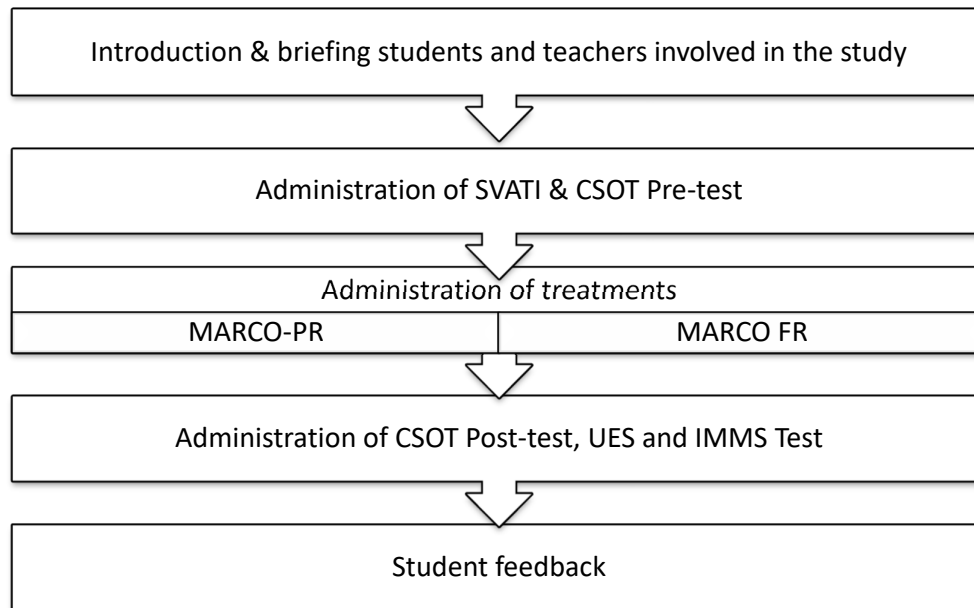 Introduction & briefing students and teachers involved in the study
Administration of SVATI & CSOT Pre-test
Administration of treatments
MARCO-PR
MARCO FR
Administration of CSOT Post-test, UES and IMMS Test
Student feedback